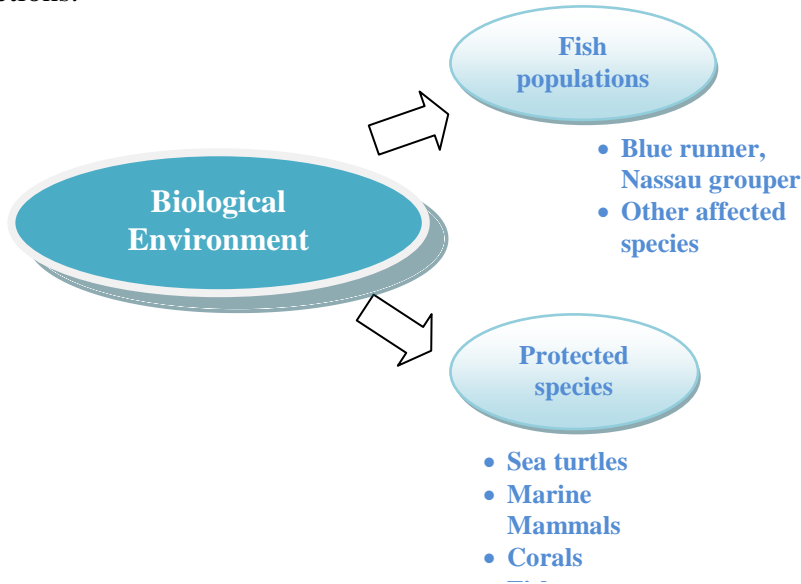 Fish
populations
• Blue runner,
Nassau grouper
• Other affected
species
Biological
Environment
Protected
species
• Sea turtles
• Marine
Mammals
• Corals